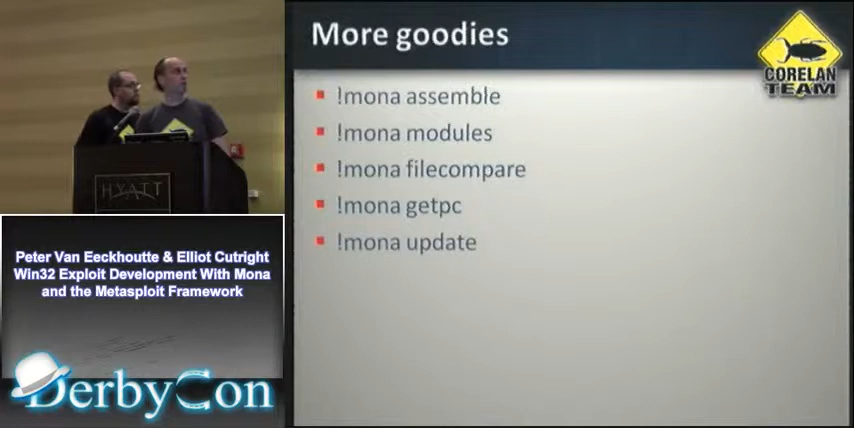 More goodies
CORELAN
TEAM
!mona assemble
!mona modules
!mona filecompare
!mona getpc
!mona update
HYATT
Peter Van Eeckhoutte & Elliot Cutright
Win32 Exploit Development With Mona
and the Metasploit Framework
DerbyCon